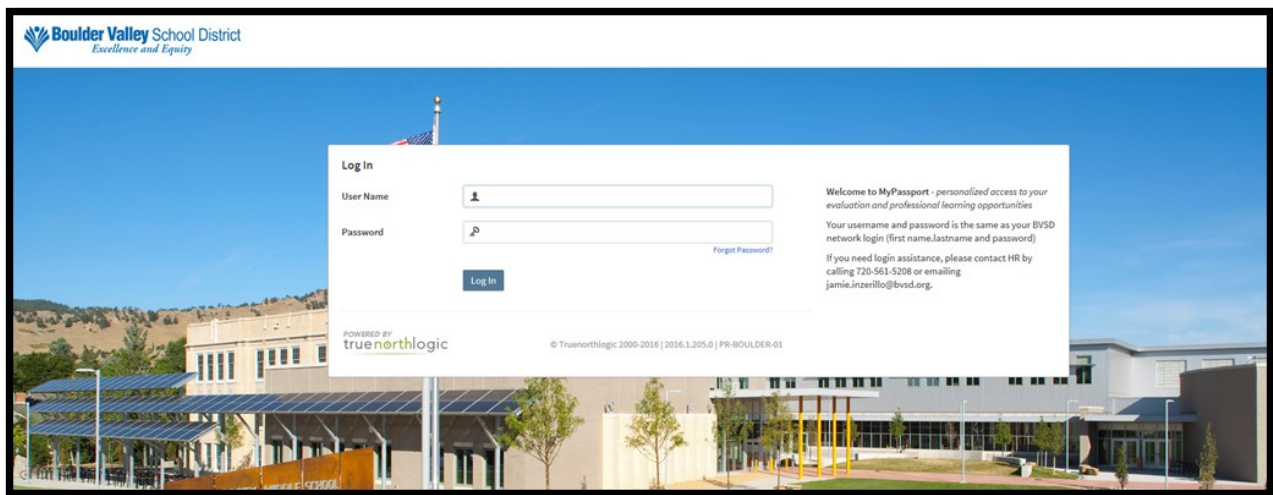 Boulder Valley School District
Excellence and Equity
Log In
User Name
Password
Forgot Password?
Log In
Welcome to MyPassport - personalized access to your
evaluation and professional learning opportunities
Your username and password is the same as your BVSD
network login (first name.lastname and password)
If you need login assistance, please contact HR by
calling 720-561-5208 or emailing
jamie.inzerillo@bvsd.org.
POWERED BY
truenorthlogic
© Truenorthlogic 2000-2016 | 2016.1.205.0 | PR-BOULDER-01
MIDDLE SCHOOL